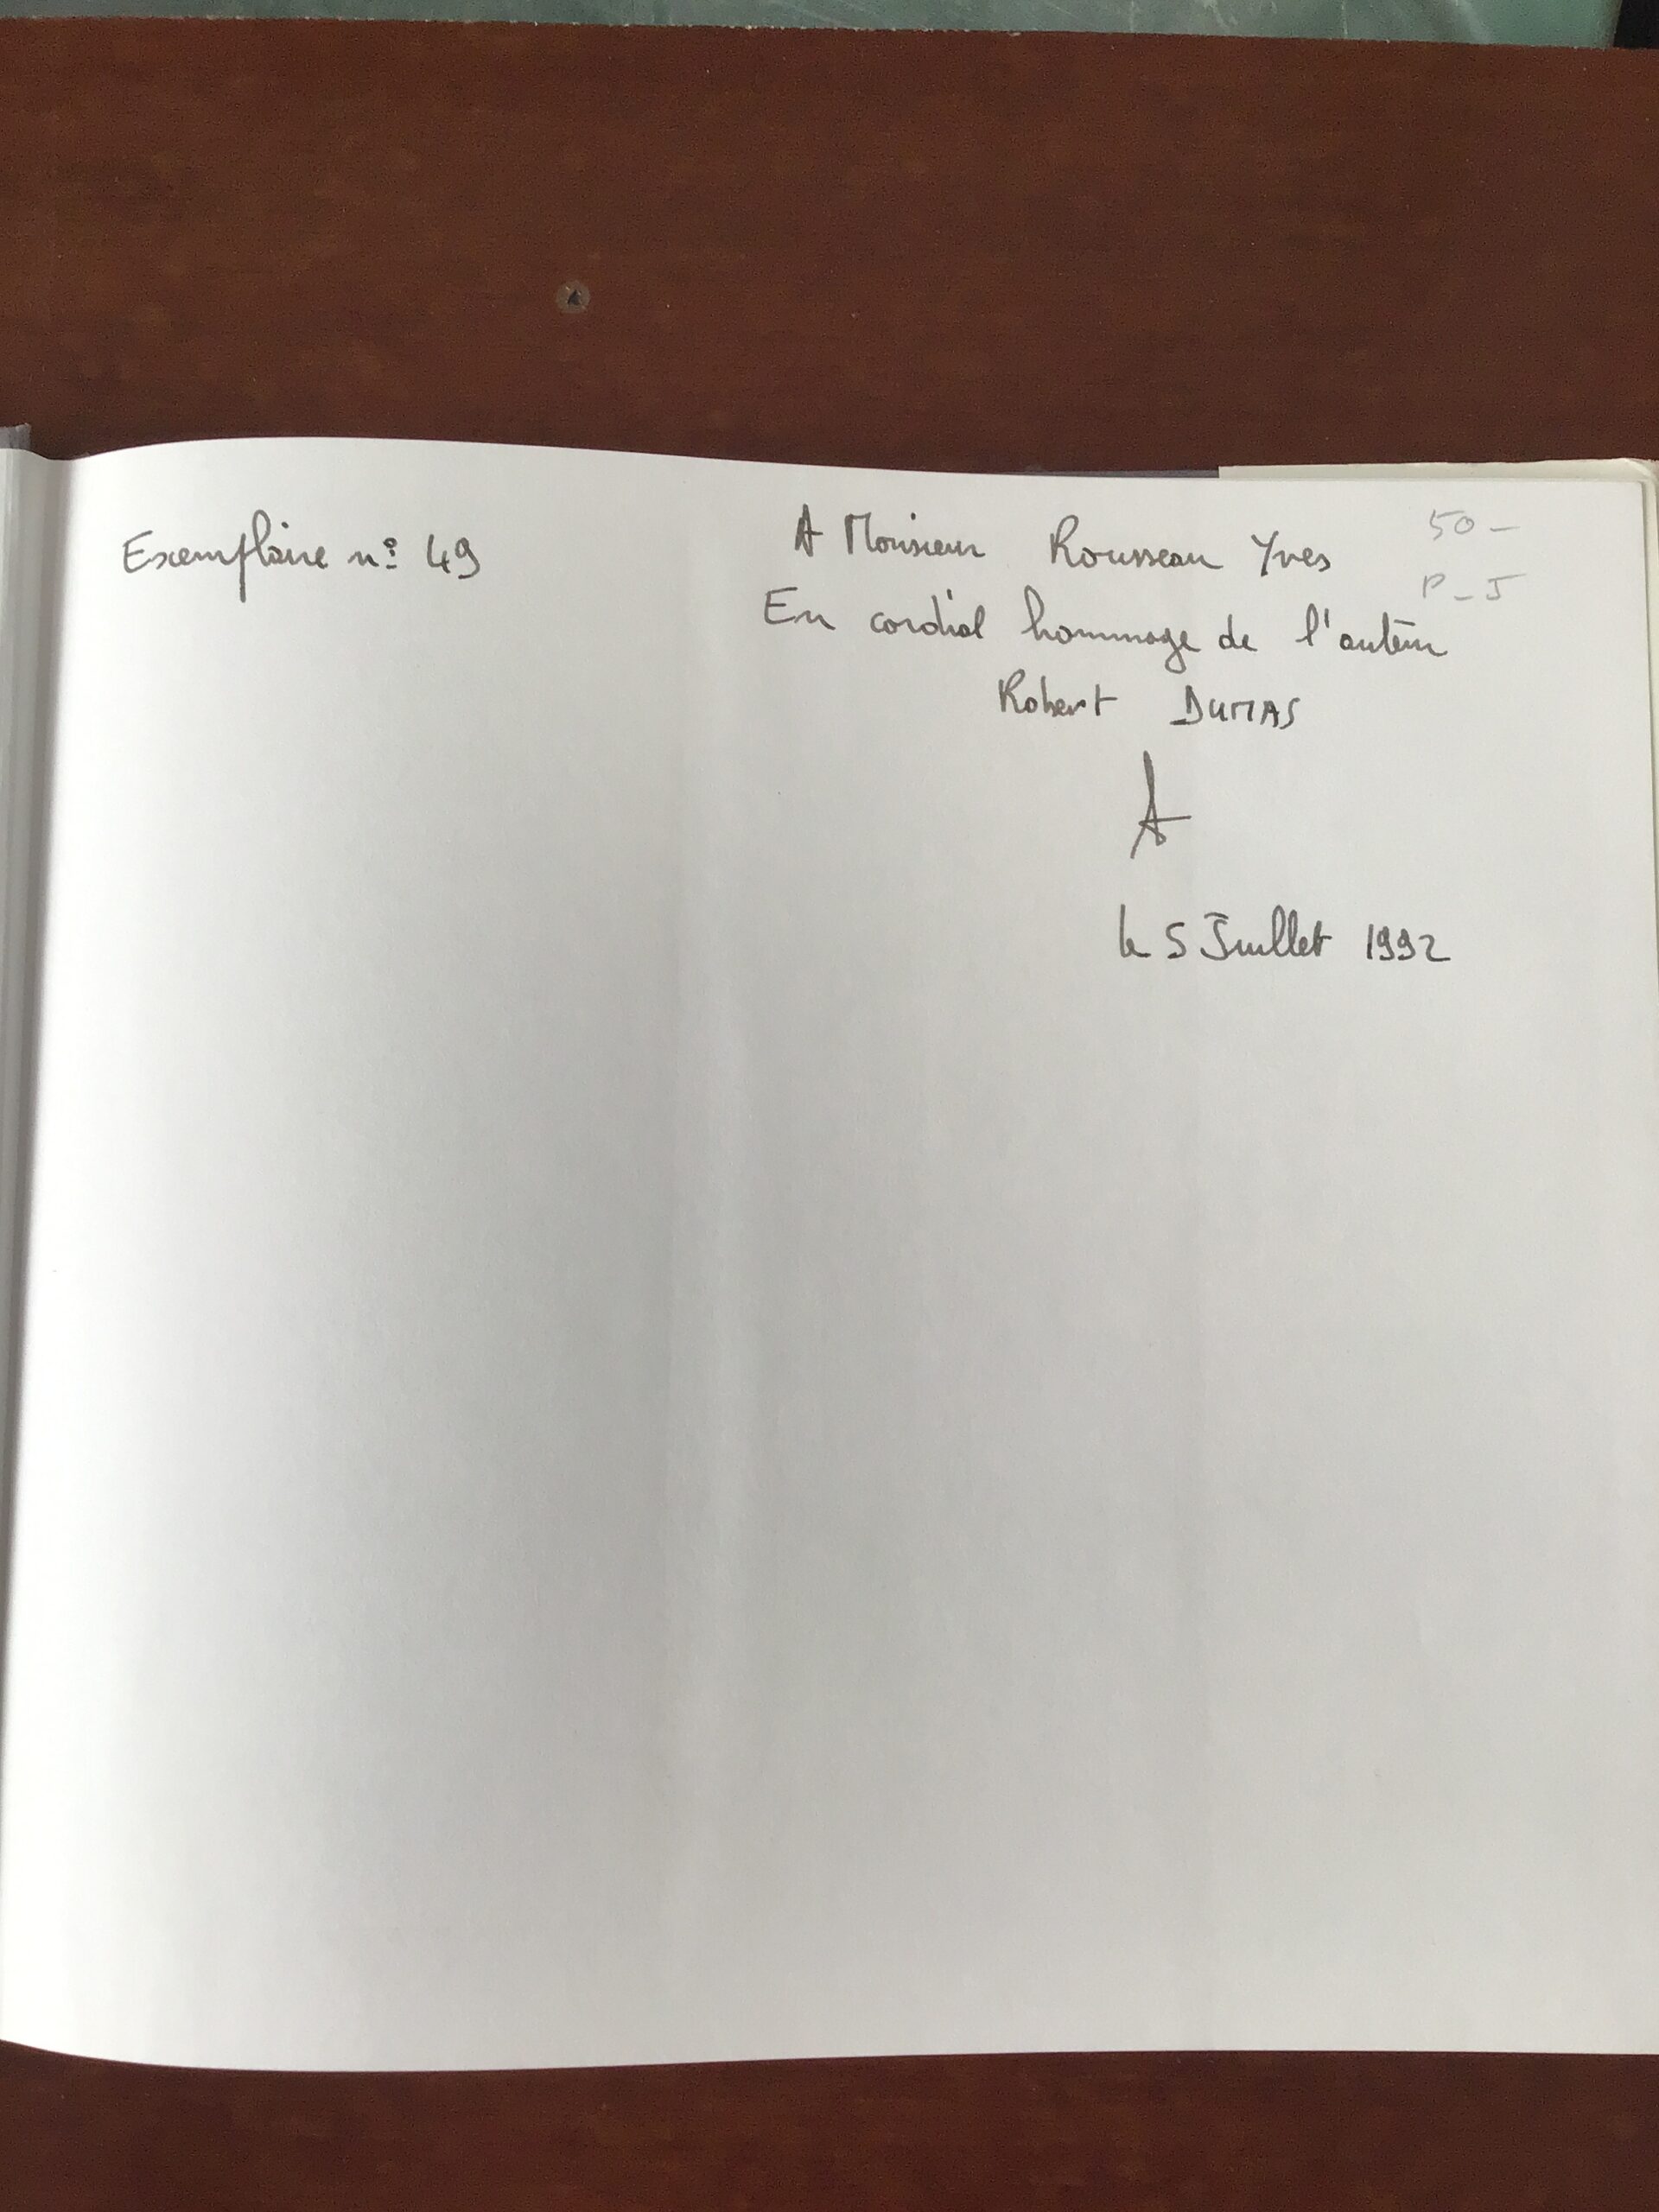 Exemplaire n° 49
A Monsieur Rousseau Yves
En cordial hommage de l'auteur
Robert DUMAS
le 5 Juillet 1992
50 -
P - J